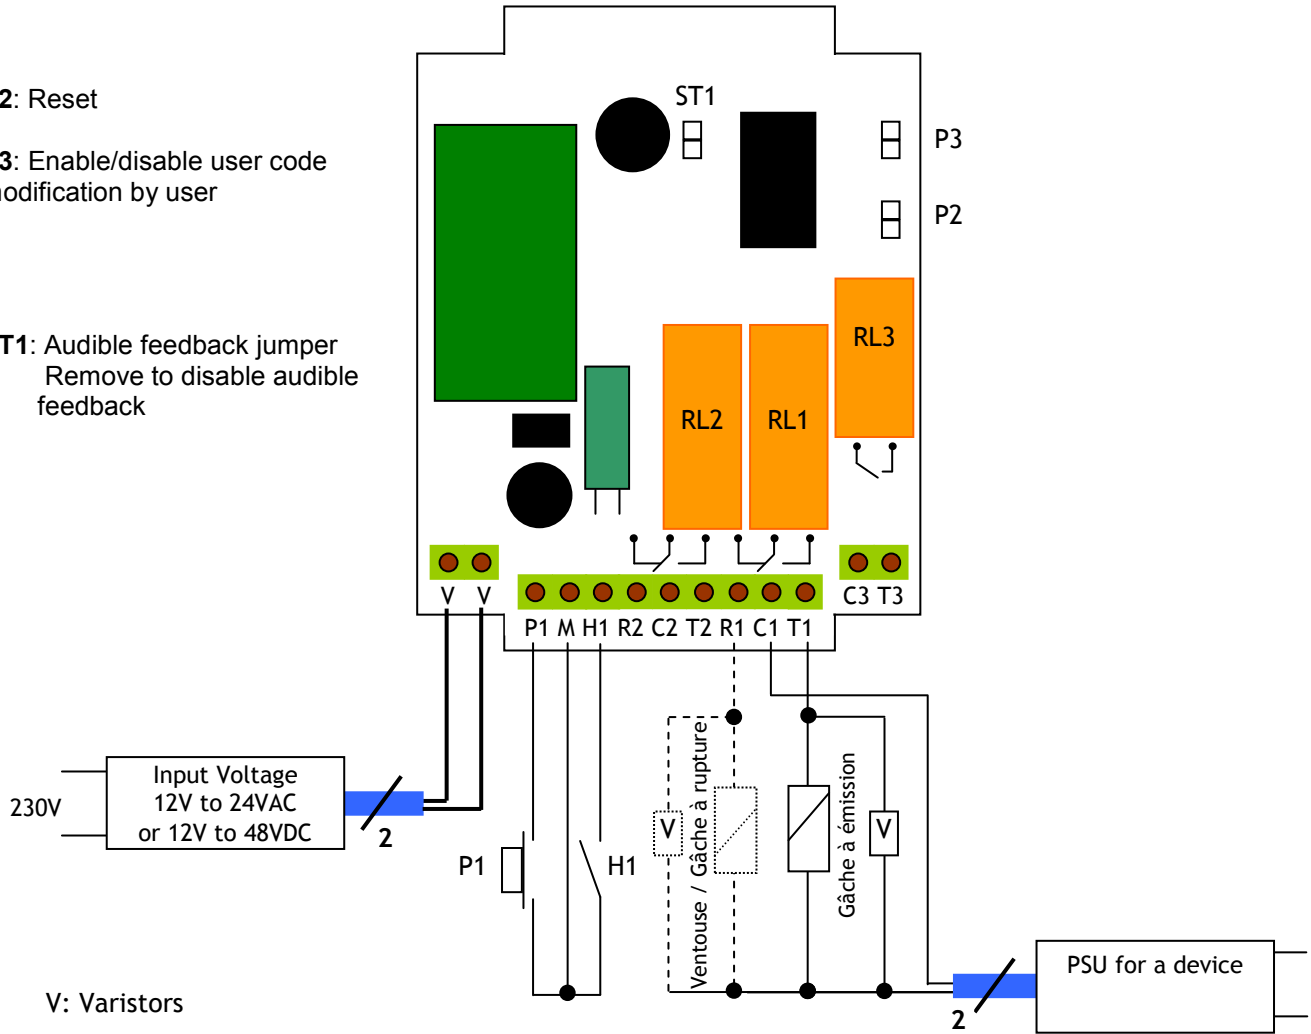 2: Reset
3: Enable/disable user code
modification by user
T1: Audible feedback jumper
Remove to disable audible
feedback
ST1
P3
P2
RL3
RL2
RL1
V V
P1 M H1 R2 C2 T2 R1 C1 T1
C3 T3
230V
Input Voltage
12V to 24VAC
or 12V to 48VDC
2
P1
H1
V
Ventouse / Gâche à rupture
Gâche à émission
V
PSU for a device
2
V: Varistors